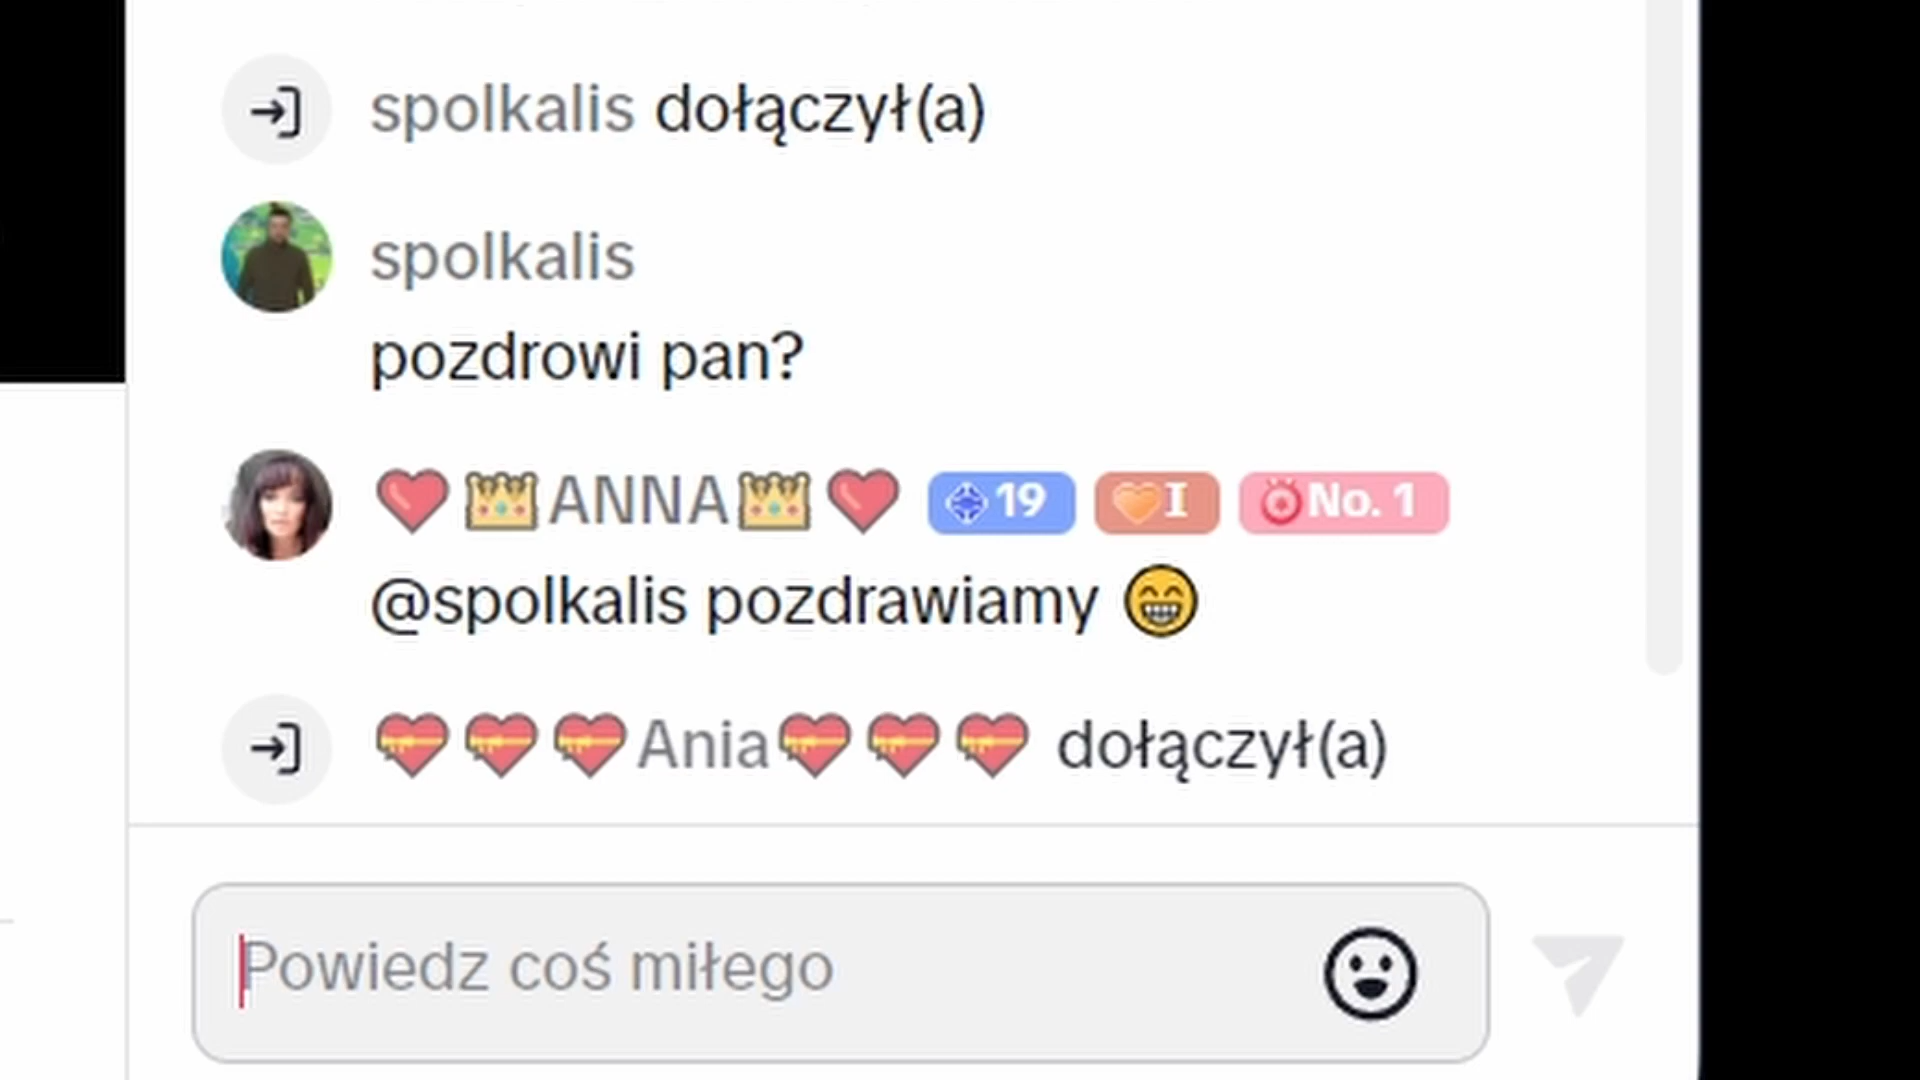 spolkalis dołączył(a)
spolkalis
pozdrowi pan?
❤️👑ANNA👑❤️ 19 I No. 1
@spolkalis pozdrawiamy 😁
💝💝💝Ania💝💝💝 dołączył(a)
Powiedz coś miłego